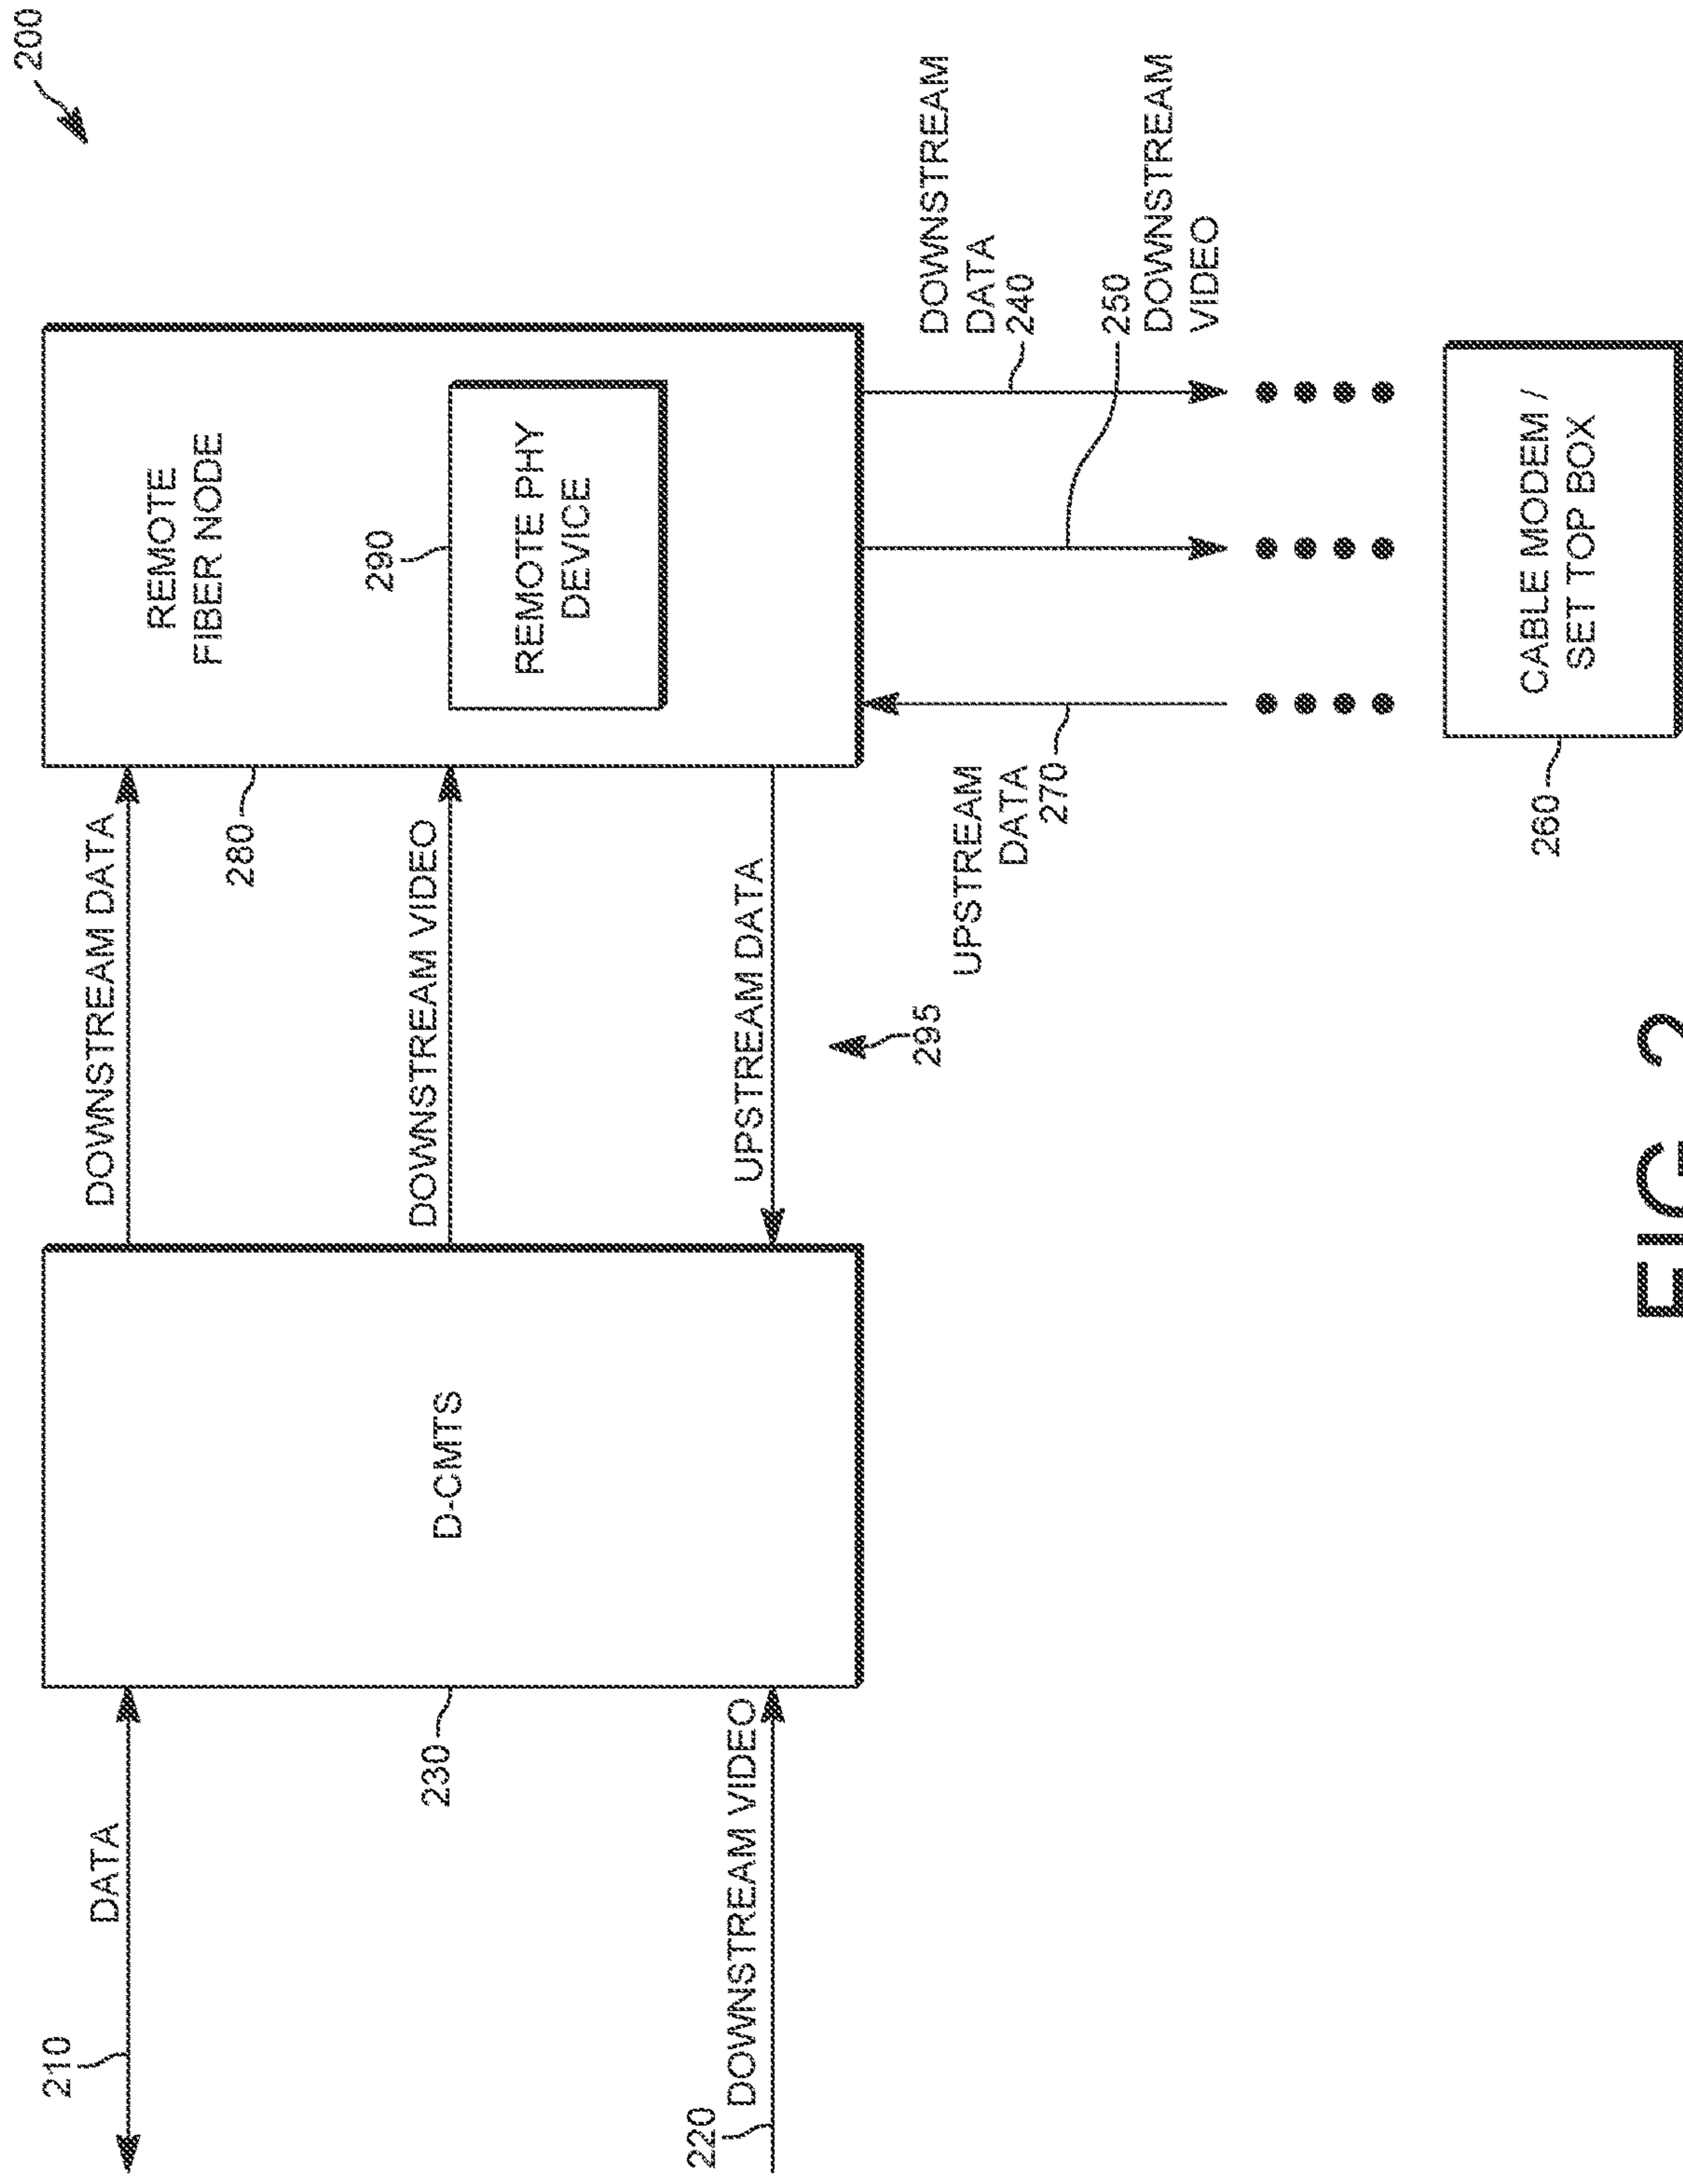 200
DATA
210
DOWNSTREAM VIDEO
220
230
D-CMTS
DOWNSTREAM DATA
DOWNSTREAM VIDEO
UPSTREAM DATA
295
280
REMOTE
FIBER NODE
290
REMOTE PHY
DEVICE
UPSTREAM
DATA
270
DOWNSTREAM
DATA
240
250
DOWNSTREAM
VIDEO
260
CABLE MODEM /
SET TOP BOX
FIG. 2